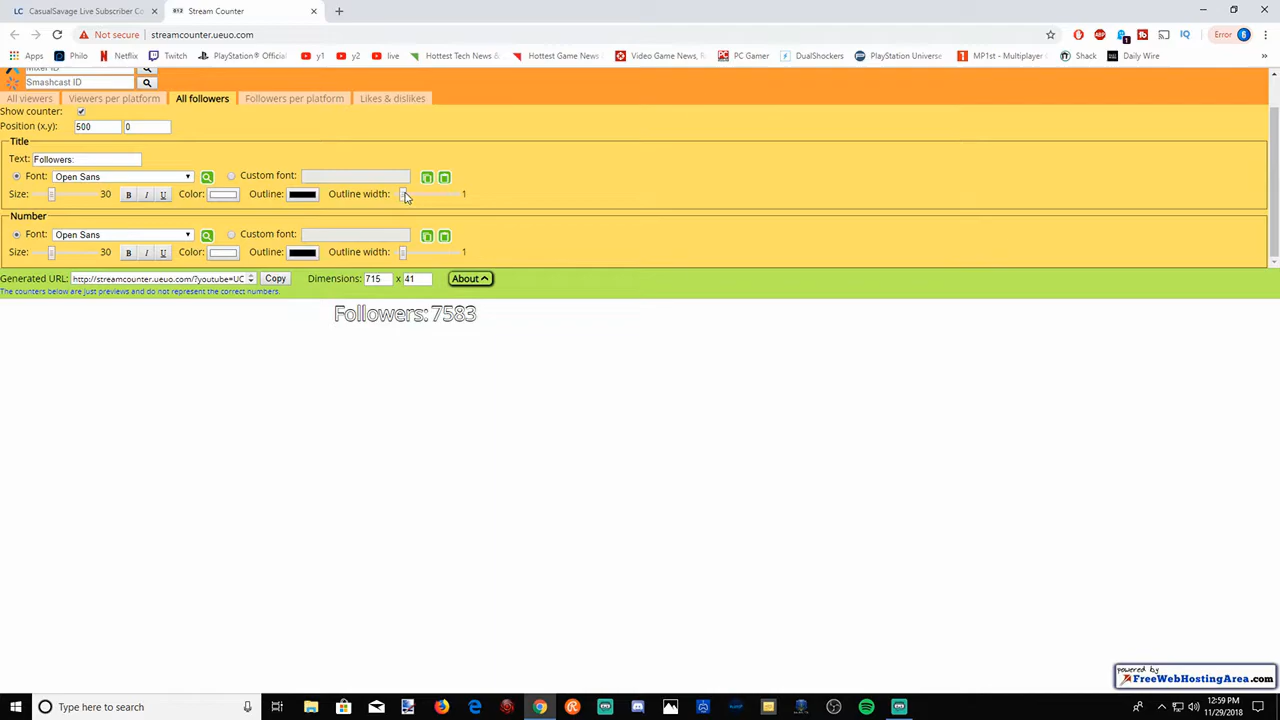 CasualSavage Live Subscriber Co
Stream Counter
Not secure
streamcounter.ueuo.com
Error
Apps
Philo
Netflix
Twitch
PlayStation® Official
y1
y2
live
Hottest Tech News &
Hottest Game News
Video Game News, R
PC Gamer
DualShockers
PlayStation Universe
MP1st - Multiplayer
Shack
Daily Wire
Mixer ID
Smashcast ID
All viewers
Viewers per platform
All followers
Followers per platform
Likes & dislikes
Show counter:
Position (x,y): 500 0
Title
Text: Followers:
Font: Open Sans Custom font:
Size: 30 B I U Color: Outline: Outline width: 1
Number
Font: Open Sans Custom font:
Size: 30 B I U Color: Outline: Outline width: 1
Generated URL: http://streamcounter.ueuo.com/?youtube=UC Copy Dimensions: 715 x 41 About
The counters below are just previews and do not represent the correct numbers.
Followers: 7583
powered by
FreeWebHostingArea.com
Type here to search
12:59 PM
11/29/2018